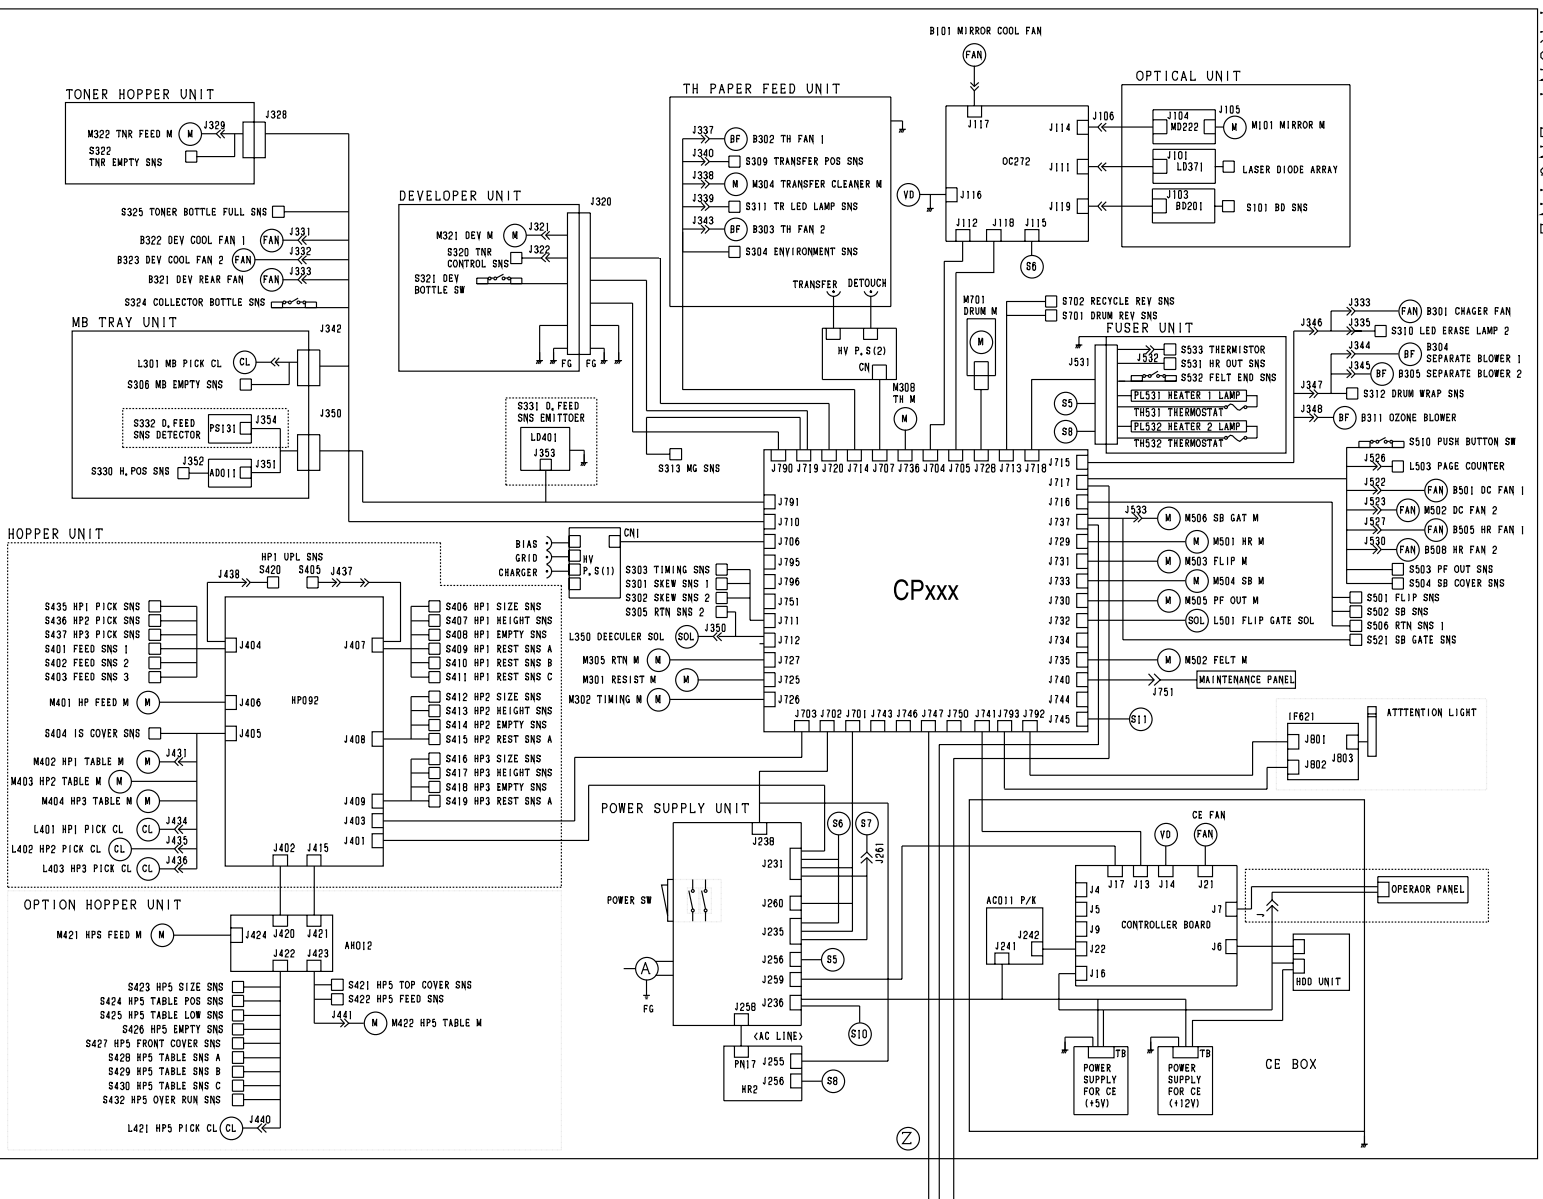 B101 MIRROR COOL FAN
FAN
J117
OPTICAL UNIT
J104
MD222
J105
M
M101 MIRROR M
J106
J114
OC272
J101
LD371
LASER DIODE ARRAY
J111
J103
BD201
S101 BD SNS
J119
VD
J116
J112
J118
J115
S6
TONER HOPPER UNIT
M322 TNR FEED M
M
J329
J328
S322
TNR EMPTY SNS
S325 TONER BOTTLE FULL SNS
B322 DEV COOL FAN 1
FAN
J331
B323 DEV COOL FAN 2
FAN
J332
B321 DEV REAR FAN
FAN
J333
S324 COLLECTOR BOTTLE SNS
MB TRAY UNIT
J342
L301 MB PICK CL
CL
S306 MB EMPTY SNS
J350
S332 D.FEED
SNS DETECTOR
PS131
J354
S330 H.POS SNS
J352
AD011
J351
DEVELOPER UNIT
J320
M321 DEV M
M
J321
S320 TNR
CONTROL SNS
J322
S321 DEV
BOTTLE SW
FG
FG
S331 D.FEED
SNS EMITTOER
LD401
J353
TH PAPER FEED UNIT
J337
BF
B302 TH FAN 1
J340
S309 TRANSFER POS SNS
J338
M
M304 TRANSFER CLEANER M
J339
S311 TR LED LAMP SNS
J343
BF
B303 TH FAN 2
S304 ENVIRONMENT SNS
TRANSFER
DETOUCH
HV P.S(2)
CN
M308
TH M
M
S313 MG SNS
M701
DRUM M
M
S702 RECYCLE REV SNS
S701 DRUM REV SNS
FUSER UNIT
J531
S533 THERMISTOR
J532
S531 HR OUT SNS
S532 FELT END SNS
PL531 HEATER 1 LAMP
TH531 THERMOSTAT
PL532 HEATER 2 LAMP
TH532 THERMOSTAT
S5
S8
J346
J333
FAN
B301 CHAGER FAN
J335
S310 LED ERASE LAMP 2
J344
BF
B304
SEPARATE BLOWER 1
J345
BF
B305 SEPARATE BLOWER 2
J347
S312 DRUM WRAP SNS
J348
BF
B311 OZONE BLOWER
S510 PUSH BUTTON SW
J526
L503 PAGE COUNTER
J522
FAN
B501 DC FAN 1
J523
FAN
M502 DC FAN 2
J527
FAN
B505 HR FAN 1
J530
FAN
B508 HR FAN 2
S503 PF OUT SNS
S504 SB COVER SNS
S501 FLIP SNS
S502 SB SNS
S506 RTN SNS 1
S521 SB GATE SNS
CPxxx
J790
J719
J720
J714
J707
J736
J704
J705
J728
J713
J718
J715
J717
J716
J737
J729
J731
J733
J730
J732
J734
J735
J740
J744
J745
J791
J710
J706
J795
J796
J751
J711
J712
J727
J725
J726
J703
J702
J701
J743
J746
J747
J750
J741
J793
J792
J533
M
M506 SB GAT M
M
M501 HR M
M
M503 FLIP M
M
M504 SB M
M
M505 PF OUT M
SOL
L501 FLIP GATE SOL
M
M502 FELT M
J751
MAINTENANCE PANEL
S11
BIAS
GRID
CHARGER
CN1
HV
P.S(1)
S303 TIMING SNS
S301 SKEW SNS 1
S302 SKEW SNS 2
S305 RTN SNS 2
L350 DEECULER SOL
SOL
J350
M305 RTN M
M
M301 RESIST M
M
M302 TIMING M
M
HOPPER UNIT
HP1 UPL SNS
S420
S405
J438
J437
S435 HP1 PICK SNS
S436 HP2 PICK SNS
S437 HP3 PICK SNS
S401 FEED SNS 1
S402 FEED SNS 2
S403 FEED SNS 3
M401 HP FEED M
M
S404 IS COVER SNS
M402 HP1 TABLE M
M
J431
M403 HP2 TABLE M
M
M404 HP3 TABLE M
M
L401 HP1 PICK CL
CL
J434
L402 HP2 PICK CL
CL
J435
L403 HP3 PICK CL
CL
J436
HP092
J404
J406
J405
J407
J408
J409
J403
J401
J402
J415
S406 HP1 SIZE SNS
S407 HP1 HEIGHT SNS
S408 HP1 EMPTY SNS
S409 HP1 REST SNS A
S410 HP1 REST SNS B
S411 HP1 REST SNS C
S412 HP2 SIZE SNS
S413 HP2 HEIGHT SNS
S414 HP2 EMPTY SNS
S415 HP2 REST SNS A
S416 HP3 SIZE SNS
S417 HP3 HEIGHT SNS
S418 HP3 EMPTY SNS
S419 HP3 REST SNS A
OPTION HOPPER UNIT
M421 HPS FEED M
M
J424
J420
J421
J422
J423
AH012
S423 HP5 SIZE SNS
S424 HP5 TABLE POS SNS
S425 HP5 TABLE LOW SNS
S426 HP5 EMPTY SNS
S427 HP5 FRONT COVER SNS
S428 HP5 TABLE SNS A
S429 HP5 TABLE SNS B
S430 HP5 TABLE SNS C
S432 HP5 OVER RUN SNS
L421 HP5 PICK CL
CL
J440
S421 HP5 TOP COVER SNS
S422 HP5 FEED SNS
J441
M
M422 HP5 TABLE M
POWER SUPPLY UNIT
J238
J231
J260
J235
J256
J259
J236
J258
S6
S7
J261
S5
S10
POWER SW
A
FG
<AC LINE>
PN17
J255
J256
HR2
S8
IF621
J801
J802
J803
ATTTENTION LIGHT
CE FAN
VD
FAN
J17
J13
J14
J21
J4
J5
J9
J22
J16
J7
J6
CONTROLLER BOARD
AC011 P/K
J241
J242
OPERAOR PANEL
HDD UNIT
TB
POWER
SUPPLY
FOR CE
(+5V)
TB
POWER
SUPPLY
FOR CE
(+12V)
CE BOX
Z